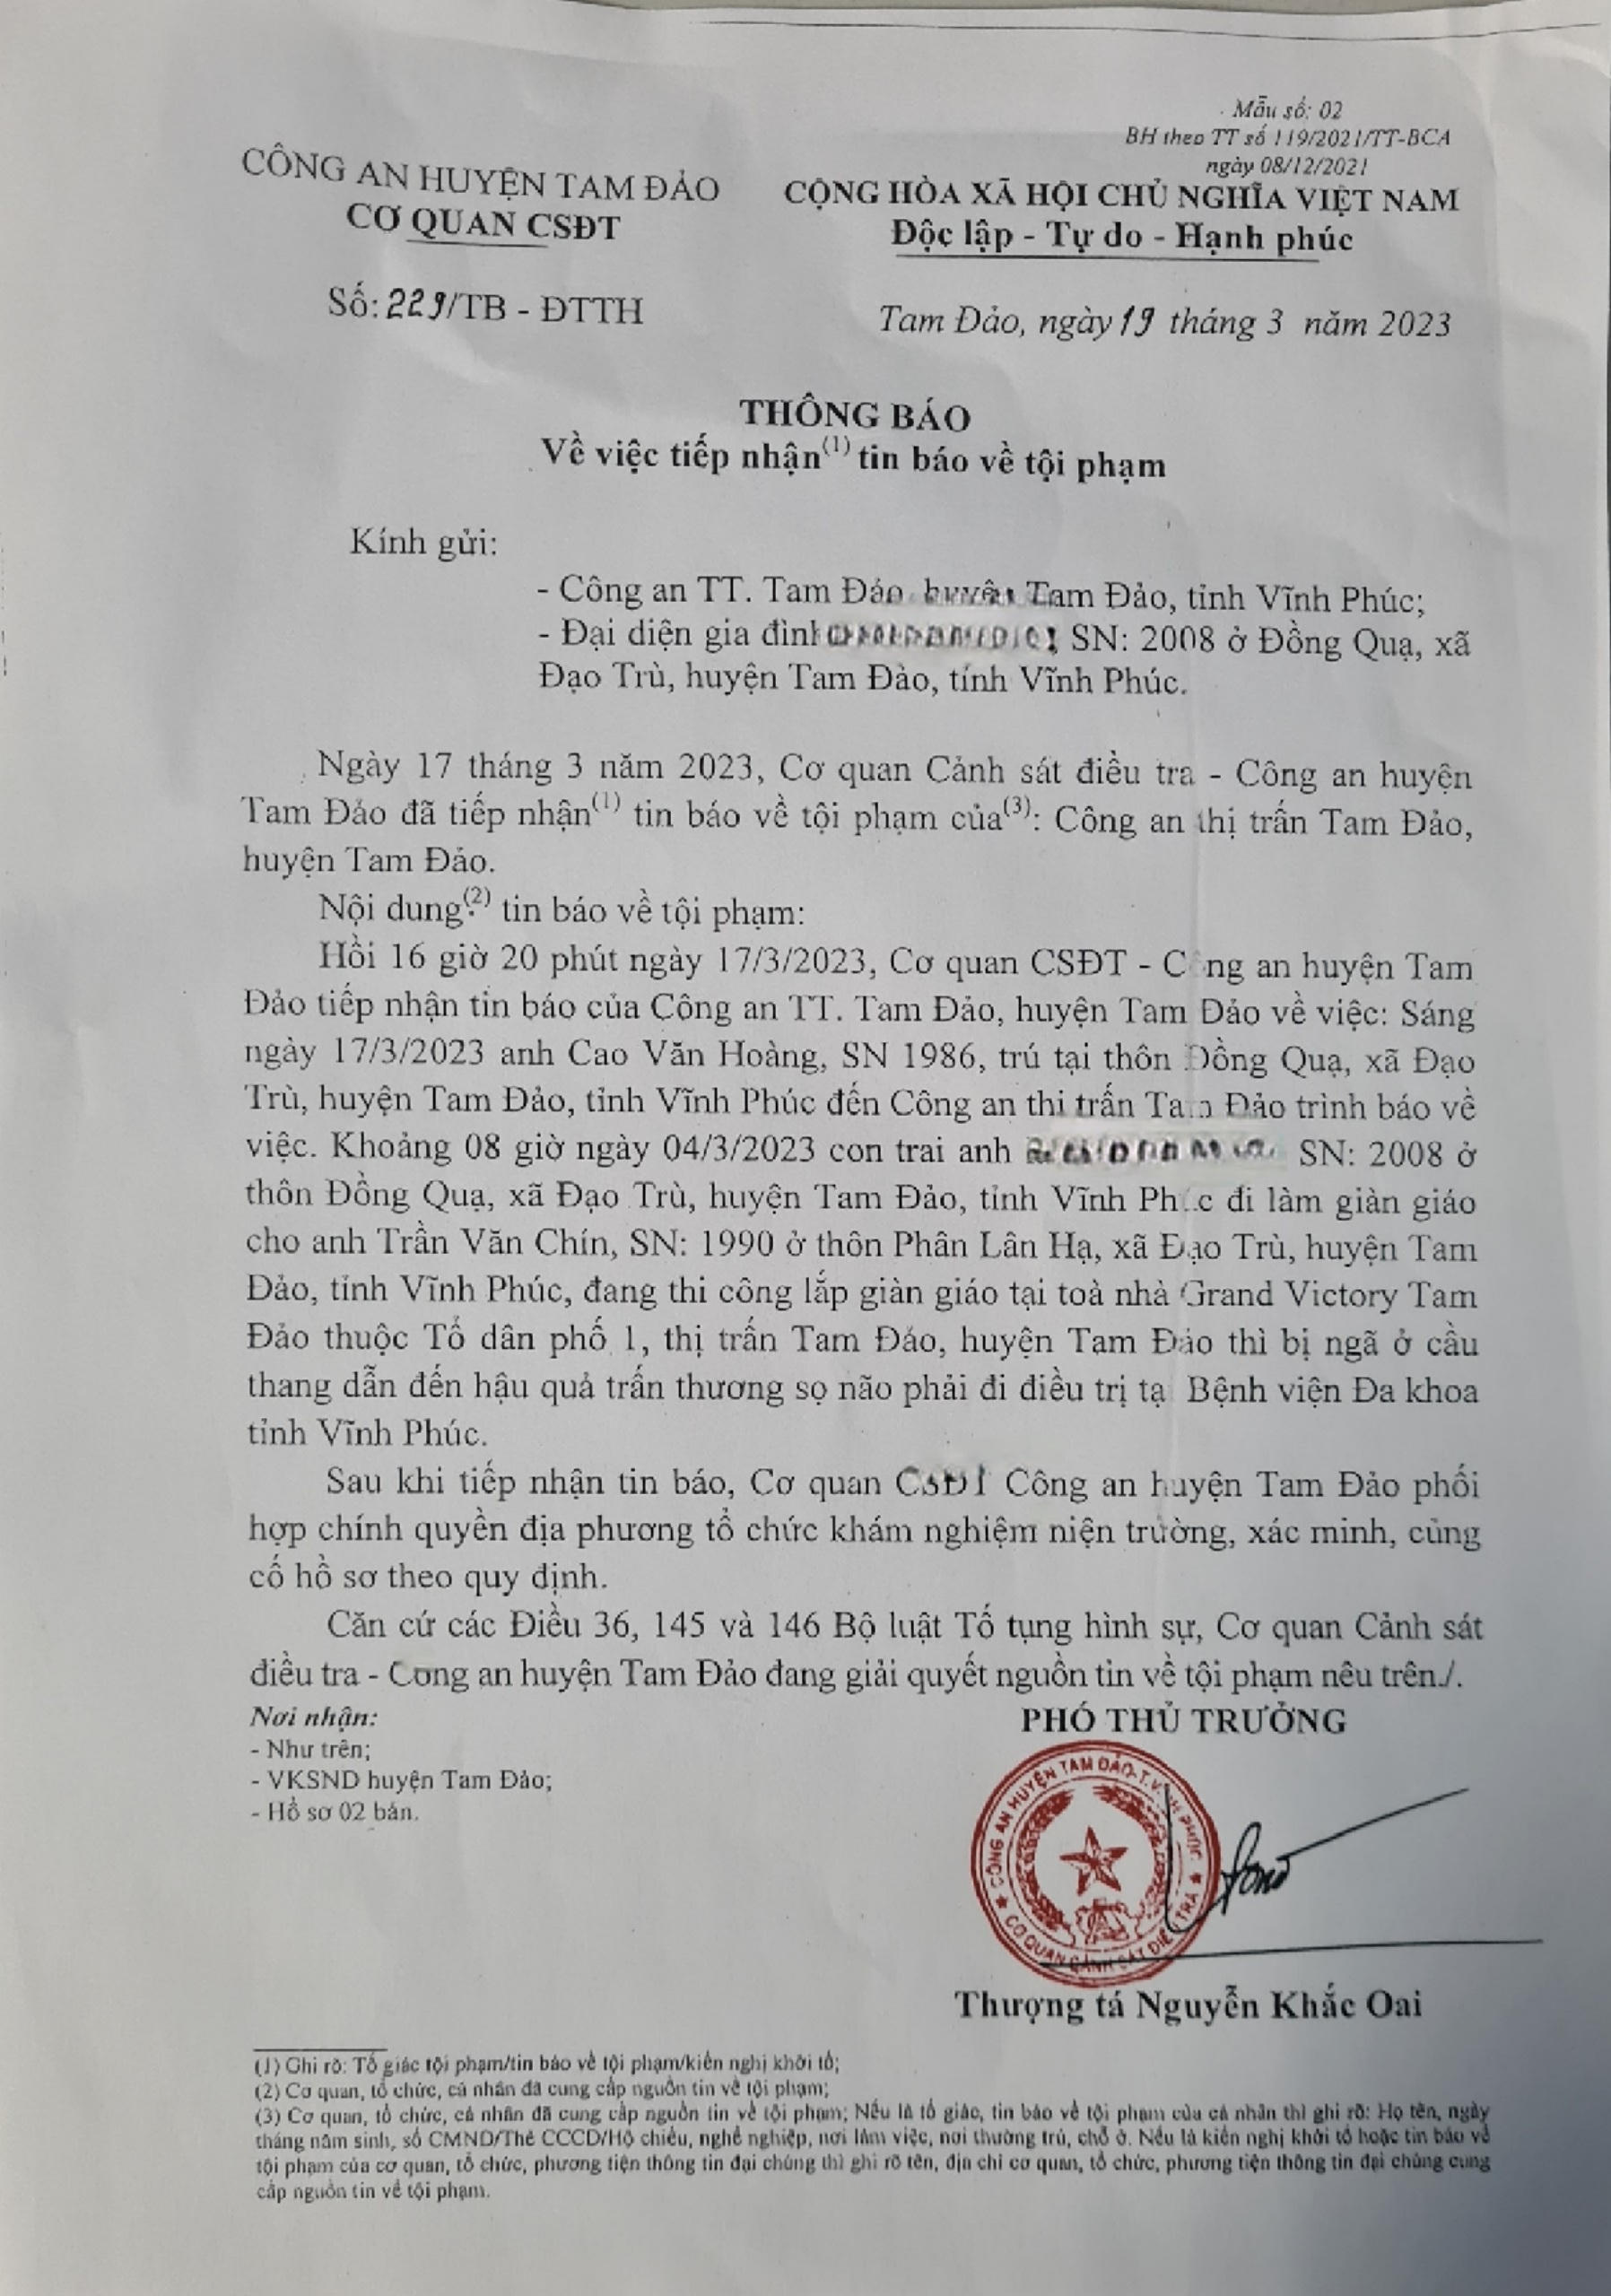 Mẫu số: 02
BH theo TT số 119/2021/TT-BCA
ngày 08/12/2021
CÔNG AN HUYỆN TAM ĐẢO
CƠ QUAN CSĐT
CỘNG HÒA XÃ HỘI CHỦ NGHĨA VIỆT NAM
Độc lập - Tự do - Hạnh phúc
Số: 229/TB - ĐTTH
Tam Đảo, ngày 19 tháng 3 năm 2023
THÔNG BÁO
Về việc tiếp nhận(1) tin báo về tội phạm
Kính gửi:
- Công an TT. Tam Đảo, huyện Tam Đảo, tỉnh Vĩnh Phúc;
- Đại diện gia đình SN: 2008 ở Đồng Quạ, xã
Đạo Trù, huyện Tam Đảo, tỉnh Vĩnh Phúc.
Ngày 17 tháng 3 năm 2023, Cơ quan Cảnh sát điều tra - Công an huyện
Tam Đảo đã tiếp nhận(1) tin báo về tội phạm của(3): Công an thị trấn Tam Đảo,
huyện Tam Đảo.
Nội dung(2) tin báo về tội phạm:
Hồi 16 giờ 20 phút ngày 17/3/2023, Cơ quan CSĐT - Công an huyện Tam
Đảo tiếp nhận tin báo của Công an TT. Tam Đảo, huyện Tam Đảo về việc: Sáng
ngày 17/3/2023 anh Cao Văn Hoàng, SN 1986, trú tại thôn Đồng Quạ, xã Đạo
Trù, huyện Tam Đảo, tỉnh Vĩnh Phúc đến Công an thị trấn Tam Đảo trình báo về
việc. Khoảng 08 giờ ngày 04/3/2023 con trai anh SN: 2008 ở
thôn Đồng Quạ, xã Đạo Trù, huyện Tam Đảo, tỉnh Vĩnh Phúc đi làm giàn giáo
cho anh Trần Văn Chín, SN: 1990 ở thôn Phân Lân Hạ, xã Đạo Trù, huyện Tam
Đảo, tỉnh Vĩnh Phúc, đang thi công lắp giàn giáo tại toà nhà Grand Victory Tam
Đảo thuộc Tổ dân phố 1, thị trấn Tam Đảo, huyện Tam Đảo thì bị ngã ở cầu
thang dẫn đến hậu quả trấn thương sọ não phải đi điều trị tạ Bệnh viện Đa khoa
tỉnh Vĩnh Phúc.
Sau khi tiếp nhận tin báo, Cơ quan CSĐT Công an huyện Tam Đảo phối
hợp chính quyền địa phương tổ chức khám nghiệm hiện trường, xác minh, củng
cố hồ sơ theo quy định.
Căn cứ các Điều 36, 145 và 146 Bộ luật Tố tụng hình sự, Cơ quan Cảnh sát
điều tra - Công an huyện Tam Đảo đang giải quyết nguồn tin về tội phạm nêu trên./.
Nơi nhận:
- Như trên;
- VKSND huyện Tam Đảo;
- Hồ sơ 02 bản.
PHÓ THỦ TRƯỞNG
CÔNG AN HUYỆN TAM ĐẢO-T.VĨNH PHÚC
CƠ QUAN CẢNH SÁT ĐIỀU TRA
Thượng tá Nguyễn Khắc Oai
(1) Ghi rõ: Tố giác tội phạm/tin báo về tội phạm/kiến nghị khởi tố;
(2) Cơ quan, tổ chức, cá nhân đã cung cấp nguồn tin về tội phạm;
(3) Cơ quan, tổ chức, cá nhân đã cung cấp nguồn tin về tội phạm; Nếu là tố giác, tin báo về tội phạm của cá nhân thì ghi rõ: Họ tên, ngày
tháng năm sinh, số CMND/Thẻ CCCD/Hộ chiếu, nghề nghiệp, nơi làm việc, nơi thường trú, chỗ ở. Nếu là kiến nghị khởi tố hoặc tin báo về
tội phạm của cơ quan, tổ chức, phương tiện thông tin đại chúng thì ghi rõ tên, địa chỉ cơ quan, tổ chức, phương tiện thông tin đại chúng cung
cấp nguồn tin về tội phạm.